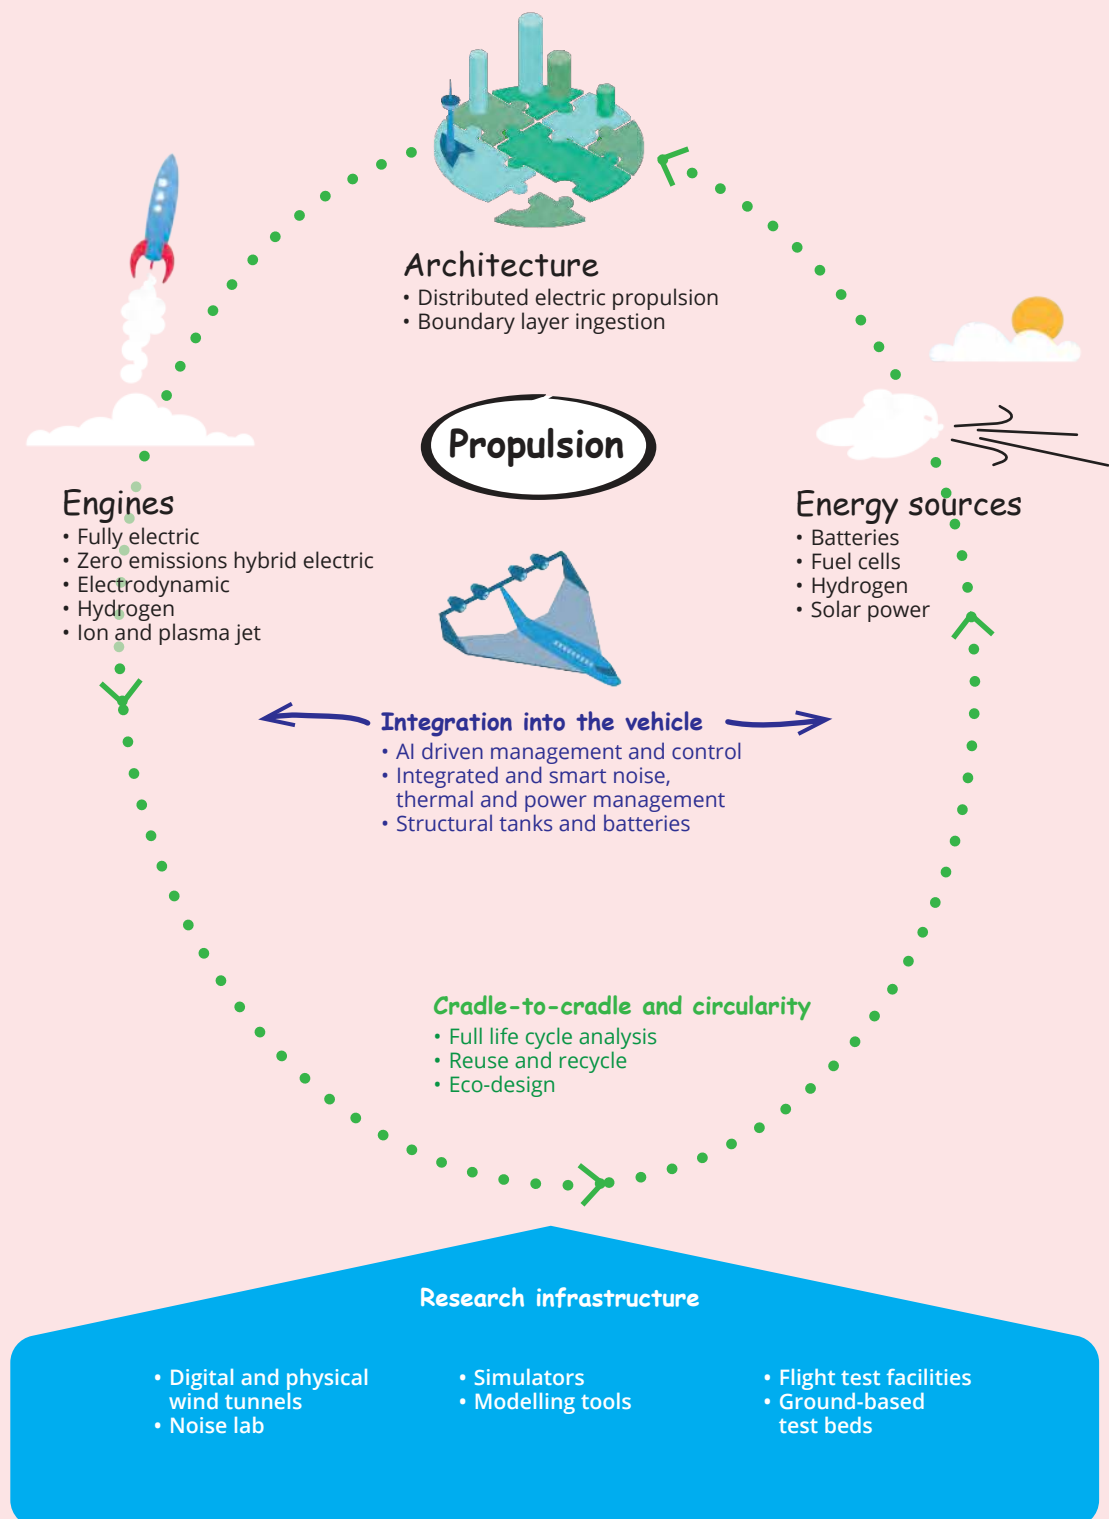 Architecture
• Distributed electric propulsion
• Boundary layer ingestion
Propulsion
Engines
• Fully electric
• Zero emissions hybrid electric
• Electrodynamic
• Hydrogen
• Ion and plasma jet
Energy sources
• Batteries
• Fuel cells
• Hydrogen
• Solar power
Integration into the vehicle
• AI driven management and control
• Integrated and smart noise,
thermal and power management
• Structural tanks and batteries
Cradle-to-cradle and circularity
• Full life cycle analysis
• Reuse and recycle
• Eco-design
Research infrastructure
• Digital and physical
wind tunnels
• Noise lab
• Simulators
• Modelling tools
• Flight test facilities
• Ground-based
test beds